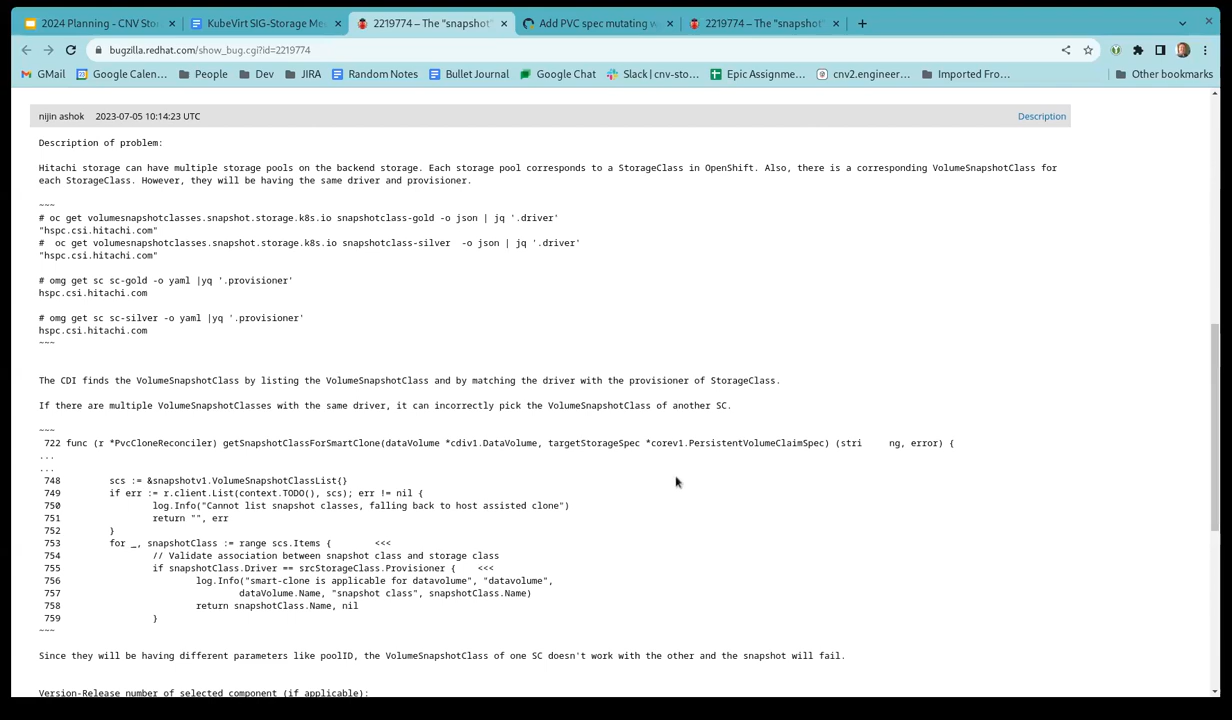 2024 Planning - CNV Sto
KubeVirt SIG-Storage Me
2219774 – The "snapshot"
Add PVC spec mutating w
2219774 – The "snapshot"
bugzilla.redhat.com/show_bug.cgi?id=2219774
GMail
Google Calen...
People
Dev
JIRA
Random Notes
Bullet Journal
Google Chat
Slack | cnv-sto...
Epic Assignme...
cnv2.engineer...
Imported Fro...
Other bookmarks
nijin ashok 2023-07-05 10:14:23 UTC
Description
Description of problem:
Hitachi storage can have multiple storage pools on the backend storage. Each storage pool corresponds to a StorageClass in OpenShift. Also, there is a corresponding VolumeSnapshotClass for
each StorageClass. However, they will be having the same driver and provisioner.
~~~
# oc get volumesnapshotclasses.snapshot.storage.k8s.io snapshotclass-gold -o json | jq '.driver'
"hspc.csi.hitachi.com"
#  oc get volumesnapshotclasses.snapshot.storage.k8s.io snapshotclass-silver  -o json | jq '.driver'
"hspc.csi.hitachi.com"
# omg get sc sc-gold -o yaml |yq '.provisioner'
hspc.csi.hitachi.com
# omg get sc sc-silver -o yaml |yq '.provisioner'
hspc.csi.hitachi.com
~~~
The CDI finds the VolumeSnapshotClass by listing the VolumeSnapshotClass and by matching the driver with the provisioner of StorageClass.
If there are multiple VolumeSnapshotClasses with the same driver, it can incorrectly pick the VolumeSnapshotClass of another SC.
~~~
722 func (r *PvcCloneReconciler) getSnapshotClassForSmartClone(dataVolume *cdiv1.DataVolume, targetStorageSpec *corev1.PersistentVolumeClaimSpec) (stri     ng, error) {
...
...
748         scs := &snapshotv1.VolumeSnapshotClassList{}
749         if err := r.client.List(context.TODO(), scs); err != nil {
750                 log.Info("Cannot list snapshot classes, falling back to host assisted clone")
751                 return "", err
752         }
753         for _, snapshotClass := range scs.Items {        <<<
754                 // Validate association between snapshot class and storage class
755                 if snapshotClass.Driver == srcStorageClass.Provisioner {    <<<
756                         log.Info("smart-clone is applicable for datavolume", "datavolume",
757                                 dataVolume.Name, "snapshot class", snapshotClass.Name)
758                         return snapshotClass.Name, nil
759                 }
~~~
Since they will be having different parameters like poolID, the VolumeSnapshotClass of one SC doesn't work with the other and the snapshot will fail.
Version-Release number of selected component (if applicable):